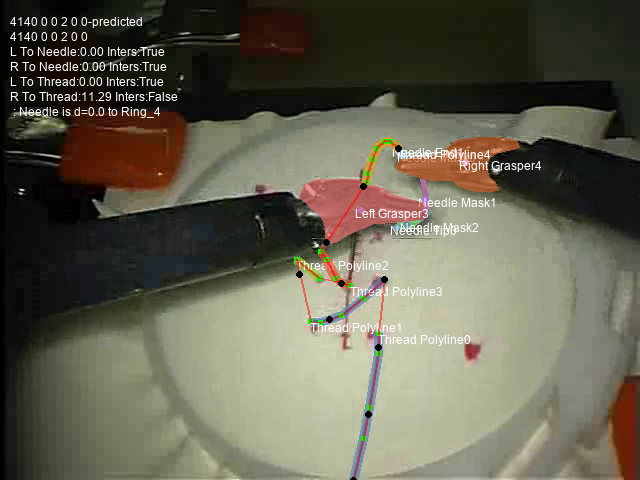 4140 0 0 2 0 0-predicted
4140 0 0 2 0 0
L To Needle:0.00 Inters:True
R To Needle:0.00 Inters:True
L To Thread:0.00 Inters:True
R To Thread:11.29 Inters:False
: Needle is d=0.0 to Ring_4
Thread Polyline4
Right Grasper4
Needle Mask1
Left Grasper3
Needle Mask2
Thread Polyline2
Thread Polyline3
Thread Polyline1
Thread Polyline0